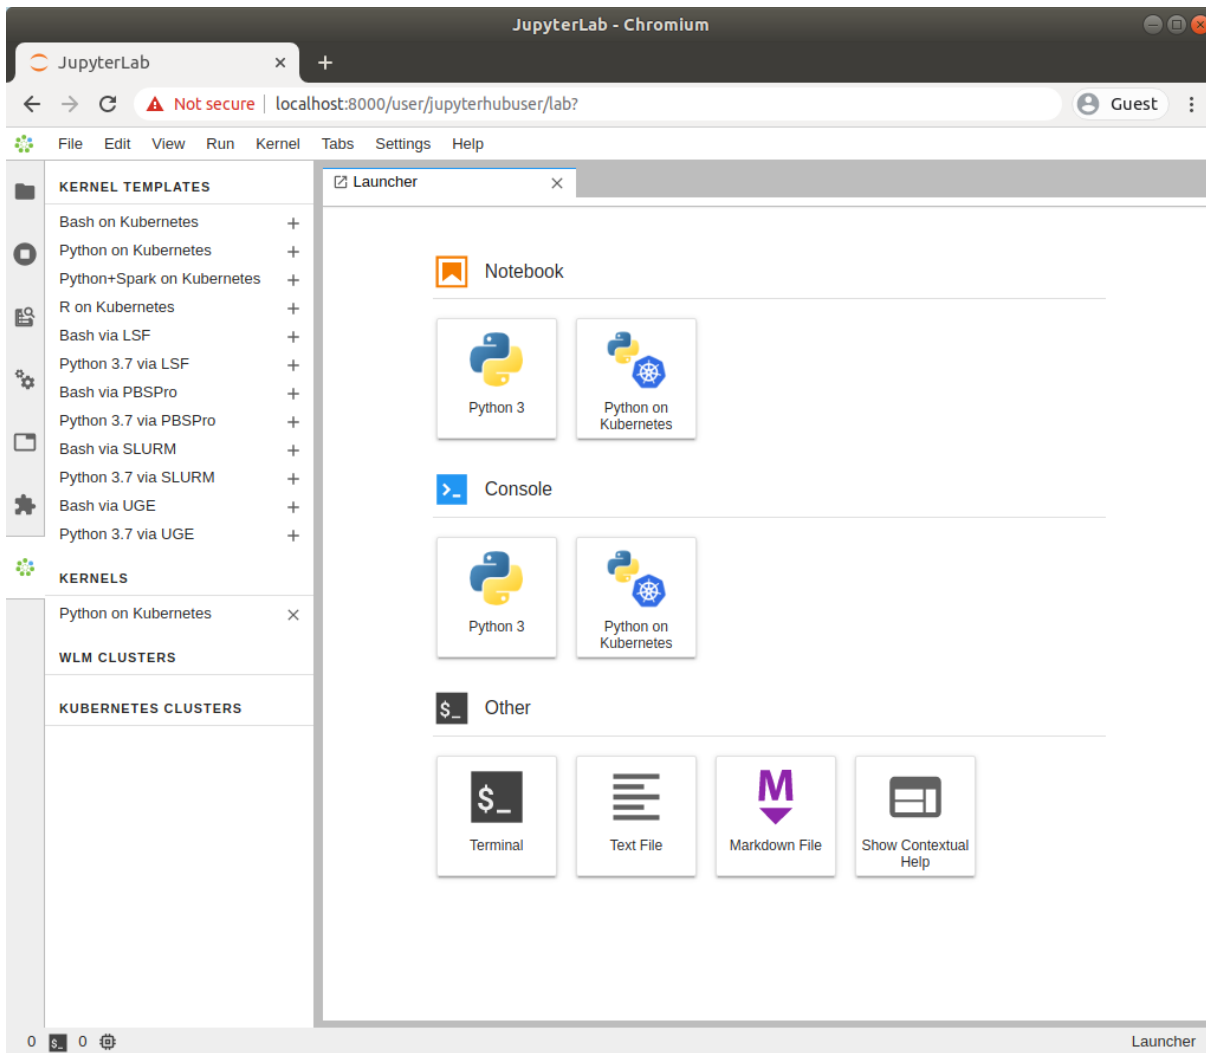 JupyterLab - Chromium
JupyterLab
Not secure | localhost:8000/user/jupyterhubuser/lab?
Guest
File Edit View Run Kernel Tabs Settings Help
KERNEL TEMPLATES
Bash on Kubernetes
Python on Kubernetes
Python+Spark on Kubernetes
R on Kubernetes
Bash via LSF
Python 3.7 via LSF
Bash via PBSPro
Python 3.7 via PBSPro
Bash via SLURM
Python 3.7 via SLURM
Bash via UGE
Python 3.7 via UGE
KERNELS
Python on Kubernetes
WLM CLUSTERS
KUBERNETES CLUSTERS
Launcher
Notebook
Python 3
Python on
Kubernetes
Console
Python 3
Python on
Kubernetes
$_ Other
$_
Terminal
Text File
M
Markdown File
Show Contextual
Help
0 $_ 0
Launcher